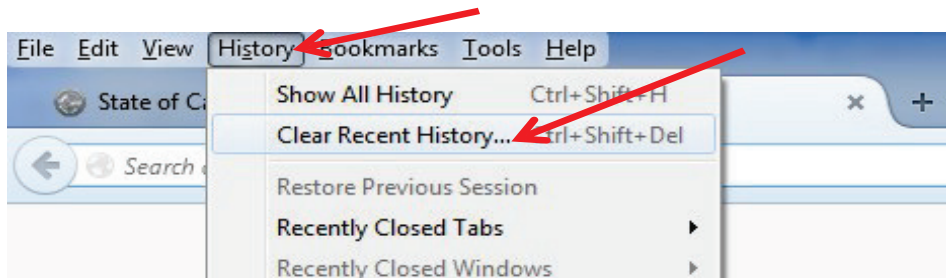 File Edit View History Bookmarks Tools Help
State of Ca
Show All History Ctrl+Shift+H
Clear Recent History... Ctrl+Shift+Del
Search
Restore Previous Session
Recently Closed Tabs
Recently Closed Windows